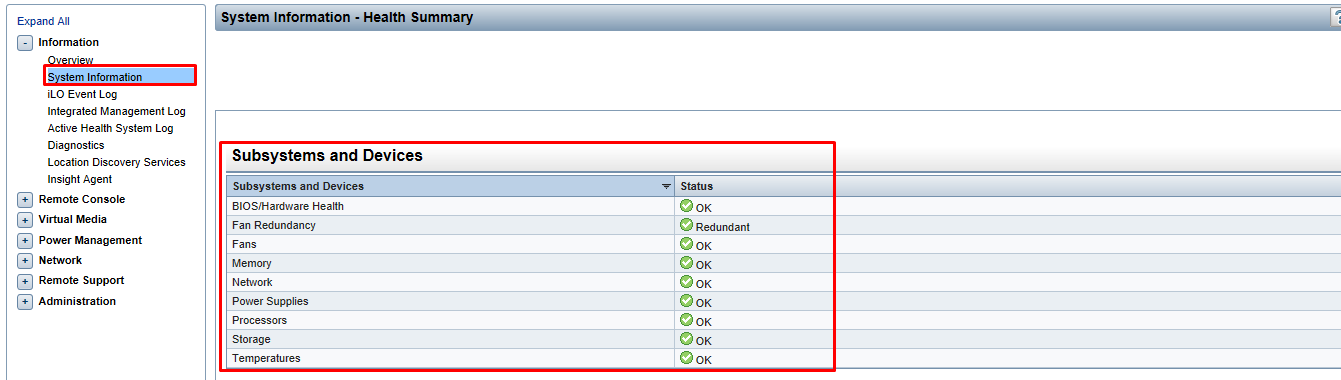 Expand All
- Information
Overview
System Information
iLO Event Log
Integrated Management Log
Active Health System Log
Diagnostics
Location Discovery Services
Insight Agent
+ Remote Console
+ Virtual Media
+ Power Management
+ Network
+ Remote Support
+ Administration
System Information - Health Summary
?
Subsystems and Devices
Subsystems and Devices Status
BIOS/Hardware Health OK
Fan Redundancy Redundant
Fans OK
Memory OK
Network OK
Power Supplies OK
Processors OK
Storage OK
Temperatures OK